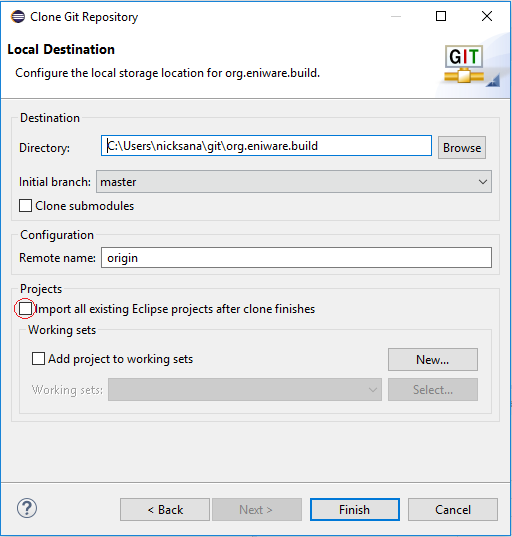 Clone Git Repository
Local Destination
Configure the local storage location for org.eniware.build.
GIT
Destination
Directory: C:\Users\nicksana\git\org.eniware.build Browse
Initial branch: master
Clone submodules
Configuration
Remote name: origin
Projects
Import all existing Eclipse projects after clone finishes
Working sets
Add project to working sets New...
Working sets: Select...
? < Back Next > Finish Cancel